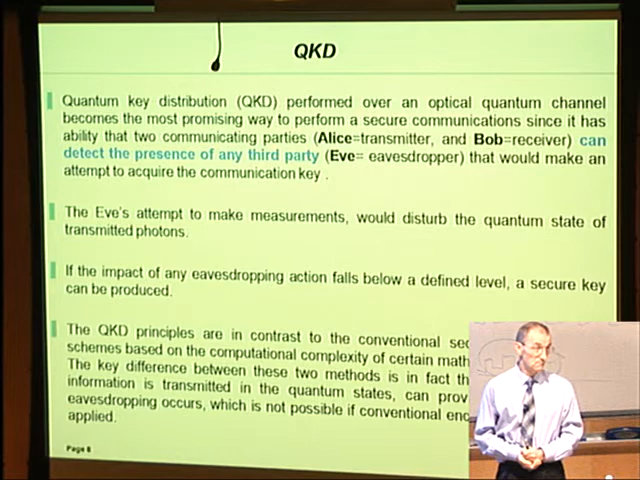 QKD
Quantum key distribution (QKD) performed over an optical quantum channel
becomes the most promising way to perform a secure communications since it has
ability that two communicating parties (Alice=transmitter, and Bob=receiver) can
detect the presence of any third party (Eve= eavesdropper) that would make an
attempt to acquire the communication key .
The Eve's attempt to make measurements, would disturb the quantum state of
transmitted photons.
If the impact of any eavesdropping action falls below a defined level, a secure key
can be produced.
The QKD principles are in contrast to the conventional
schemes based on the computational complexity of certain
The key difference between these two methods is in fact
information is transmitted in the quantum states, can
eavesdropping occurs, which is not possible if conventional
applied.
Page 8